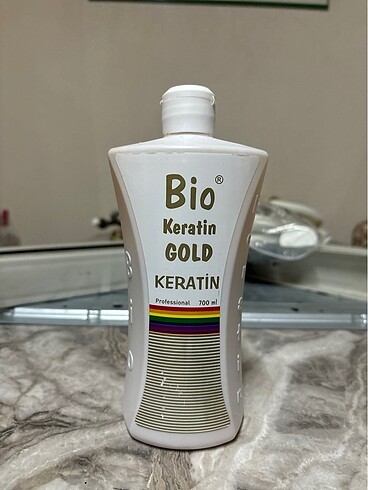 Bio®
Keratin
GOLD
KERATİN
Professional 700 ml